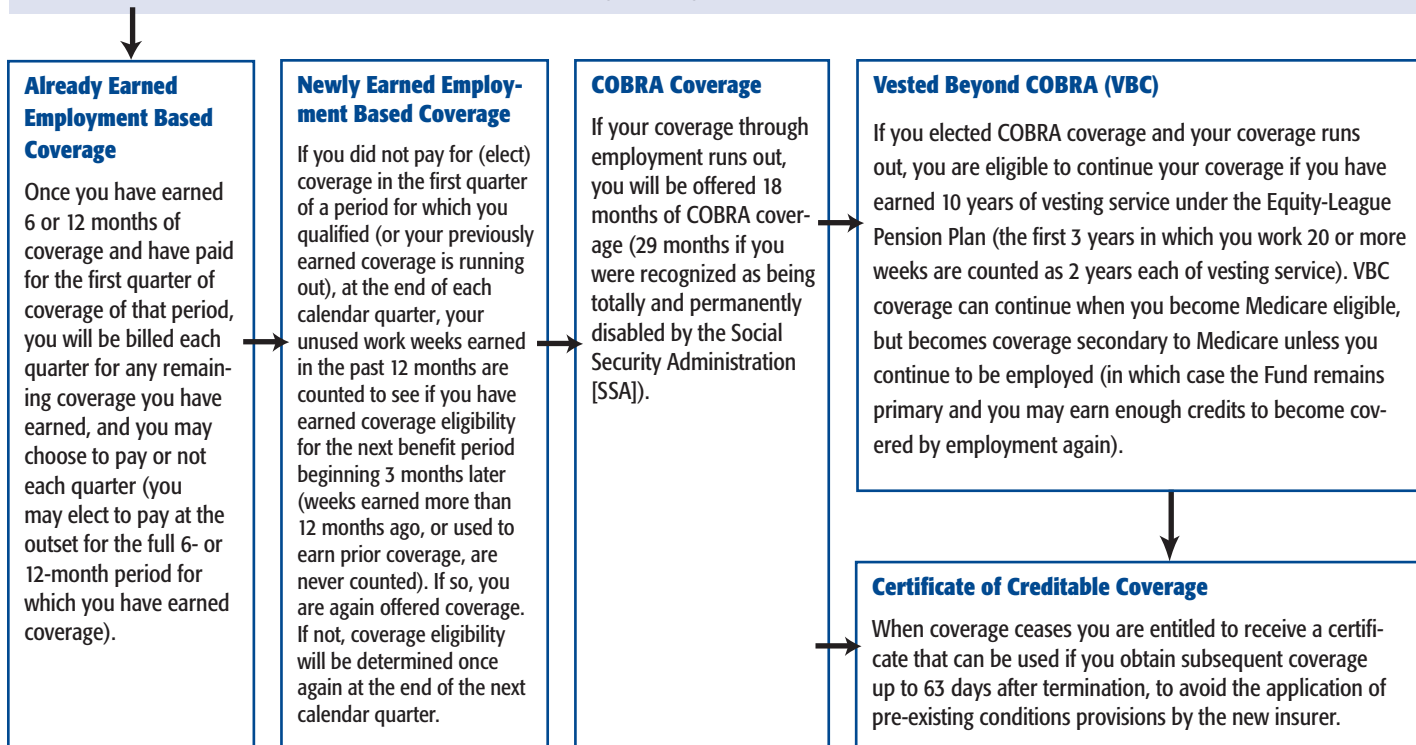 Already Earned
Employment Based
Coverage
Once you have earned
6 or 12 months of
coverage and have paid
for the first quarter of
coverage of that period,
you will be billed each
quarter for any remain-
ing coverage you have
earned, and you may
choose to pay or not
each quarter (you
may elect to pay at the
outset for the full 6- or
12-month period for
which you have earned
coverage).
Newly Earned Employ-
ment Based Coverage
If you did not pay for (elect)
coverage in the first quarter
of a period for which you
qualified (or your previously
earned coverage is running
out), at the end of each
calendar quarter, your
unused work weeks earned
in the past 12 months are
counted to see if you have
earned coverage eligibility
for the next benefit period
beginning 3 months later
(weeks earned more than
12 months ago, or used to
earn prior coverage, are
never counted). If so, you
are again offered coverage.
If not, coverage eligibility
will be determined once
again at the end of the next
calendar quarter.
COBRA Coverage
If your coverage through
employment runs out,
you will be offered 18
months of COBRA cover-
age (29 months if you
were recognized as being
totally and permanently
disabled by the Social
Security Administration
[SSA]).
Vested Beyond COBRA (VBC)
If you elected COBRA coverage and your coverage runs
out, you are eligible to continue your coverage if you have
earned 10 years of vesting service under the Equity-League
Pension Plan (the first 3 years in which you work 20 or more
weeks are counted as 2 years each of vesting service). VBC
coverage can continue when you become Medicare eligible,
but becomes coverage secondary to Medicare unless you
continue to be employed (in which case the Fund remains
primary and you may earn enough credits to become cov-
ered by employment again).
Certificate of Creditable Coverage
When coverage ceases you are entitled to receive a certifi-
cate that can be used if you obtain subsequent coverage
up to 63 days after termination, to avoid the application of
pre-existing conditions provisions by the new insurer.